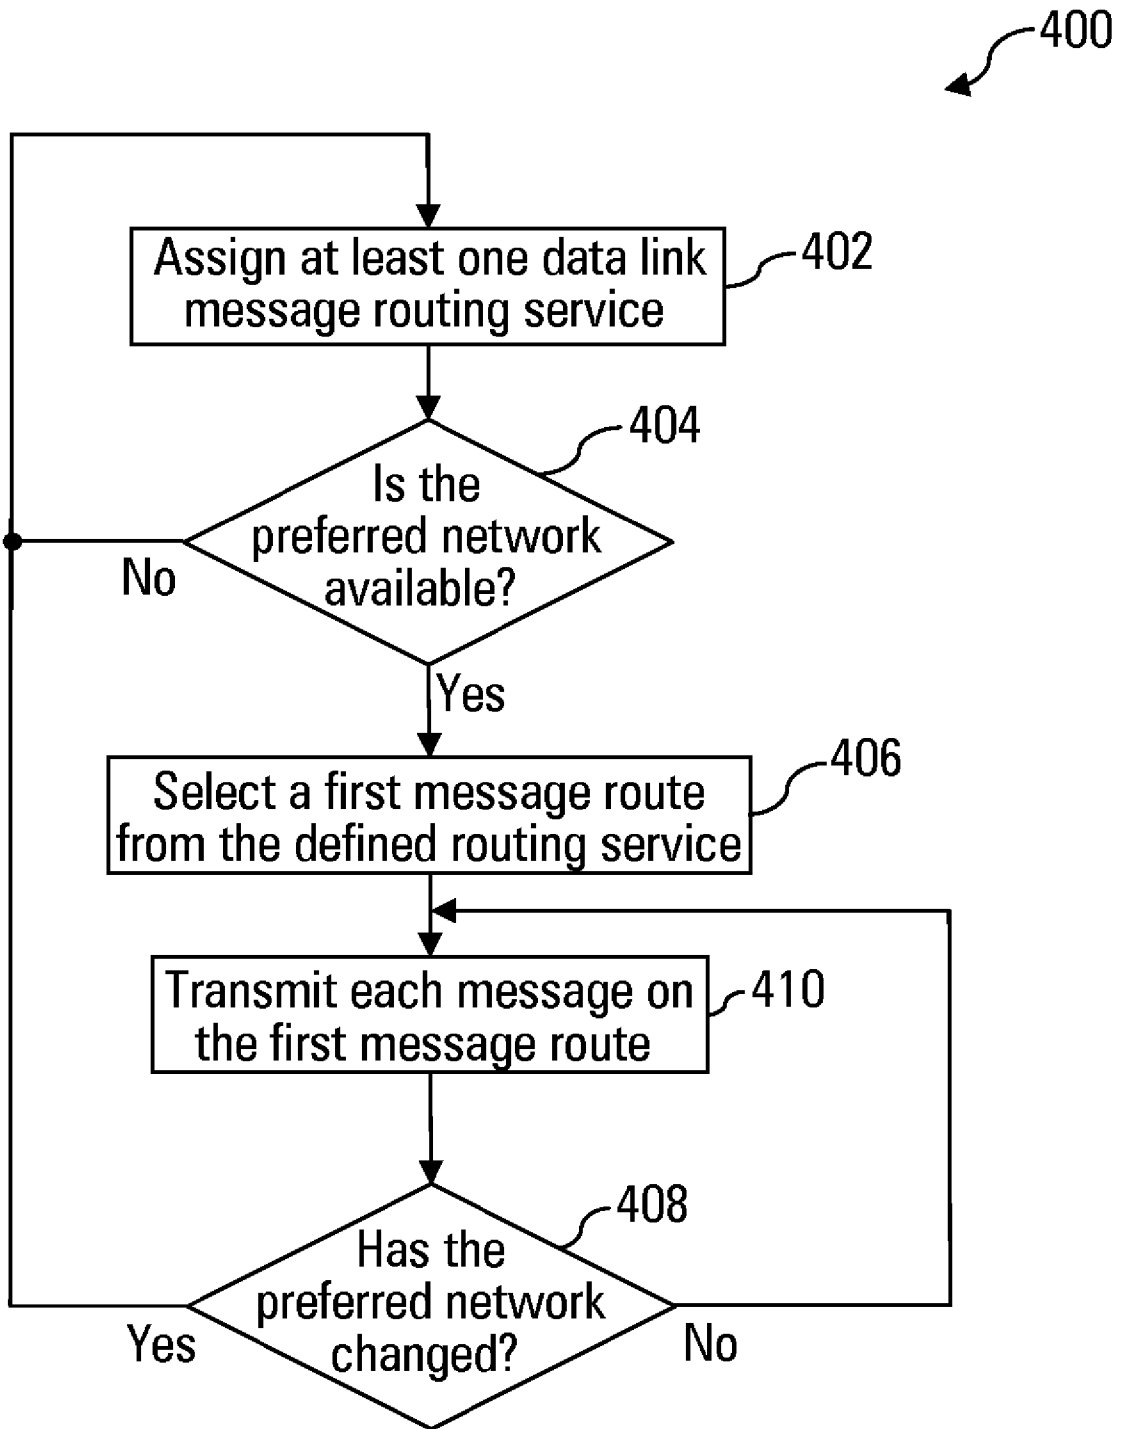 400
Assign at least one data link
message routing service
402
404
Is the
preferred network
available?
No
Yes
406
Select a first message route
from the defined routing service
Transmit each message on
the first message route
410
408
Has the
preferred network
changed?
Yes
No